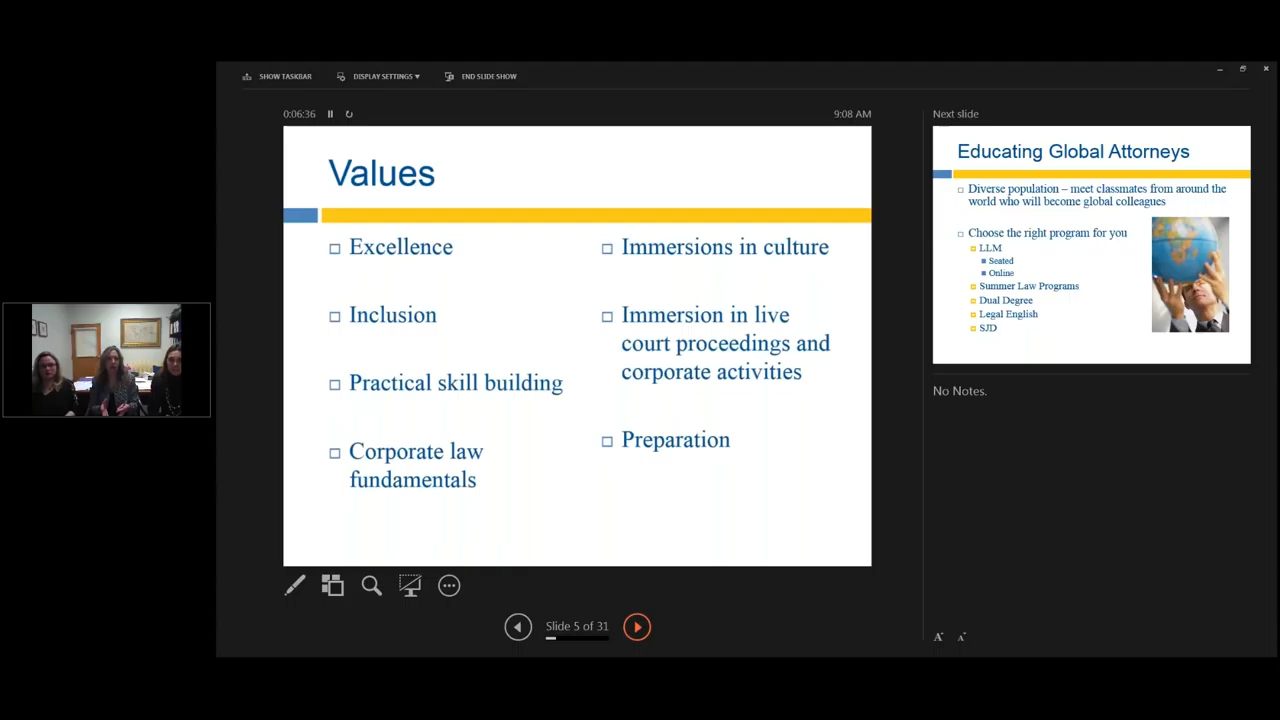 SHOW TASKBAR
DISPLAY SETTINGS
END SLIDE SHOW
0:06:36
9:08 AM
Values
Excellence
Inclusion
Practical skill building
Corporate law
fundamentals
Immersions in culture
Immersion in live
court proceedings and
corporate activities
Preparation
Slide 5 of 31
Next slide
Educating Global Attorneys
Diverse population – meet classmates from around the
world who will become global colleagues
Choose the right program for you
LLM
Seated
Online
Summer Law Programs
Dual Degree
Legal English
SJD
No Notes.
A
A